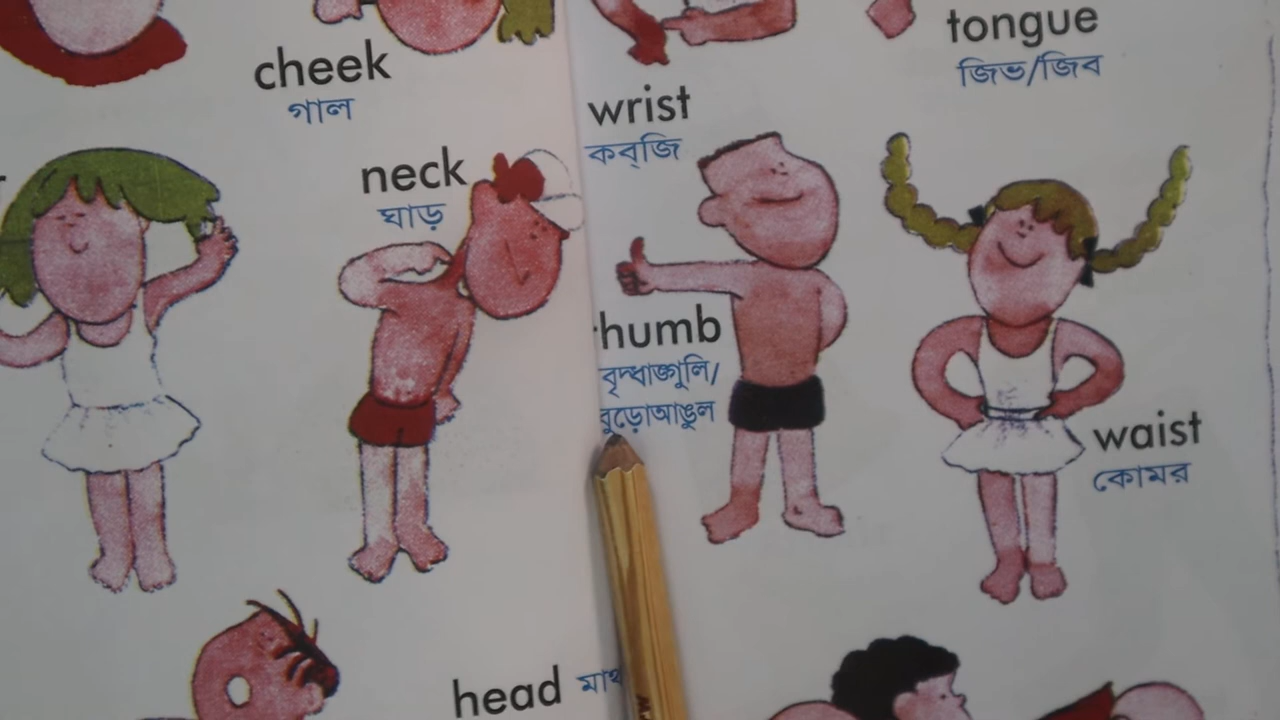 cheek
গাল
neck
ঘাড়
head
tongue
জিভ/জিব
wrist
কব্‌জি
humb
বৃদ্ধাঙ্গুলি/
বুড়োআঙুল
waist
কোমর